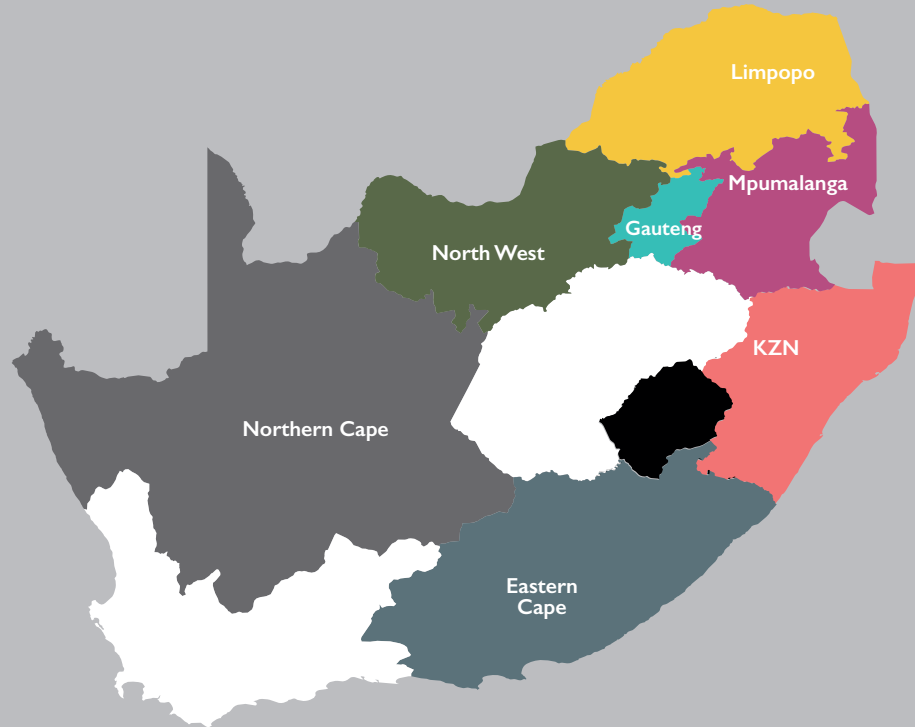 Limpopo
Mpumalanga
Gauteng
North West
KZN
Northern Cape
Eastern
Cape